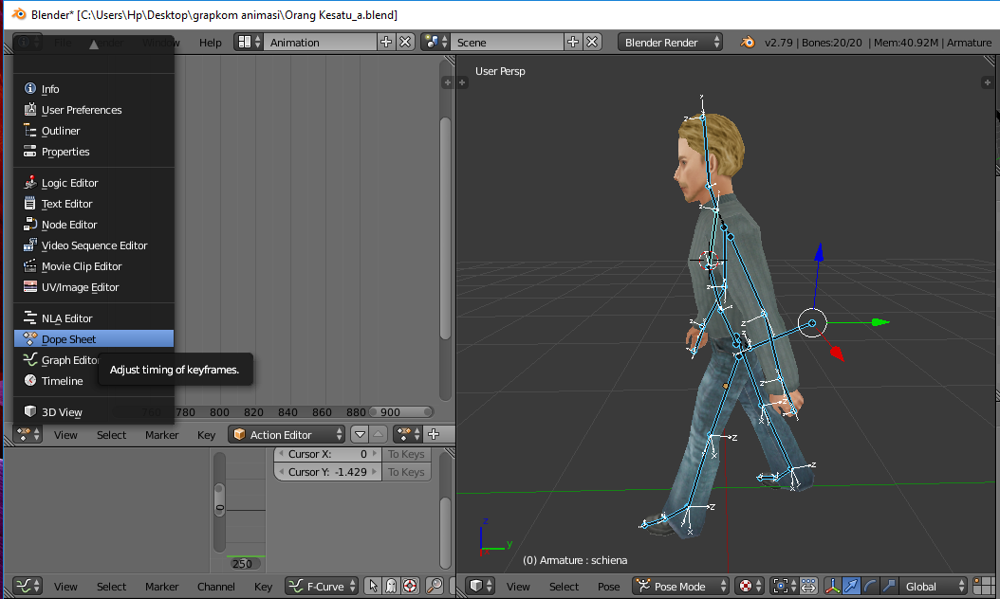 Blender* [C:\Users\Hp\Desktop\grapkom animasi\Orang Kesatu_a.blend]
File Render Window Help Animation Scene Blender Render v2.79 | Bones:20/20 | Mem:40.92M | Armature
User Persp
Info
User Preferences
Outliner
Properties
Logic Editor
Text Editor
Node Editor
Video Sequence Editor
Movie Clip Editor
UV/Image Editor
NLA Editor
Dope Sheet
Graph Editor
Adjust timing of keyframes.
Timeline
3D View
760 780 800 820 840 860 880 900
View Select Marker Key Action Editor
Cursor X: 0 To Keys
Cursor Y: -1.429 To Keys
0
250
z
y
(0) Armature : schiena
View Select Marker Channel Key F-Curve
View Select Pose Pose Mode Global